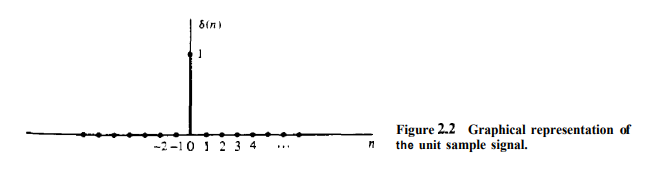 δ(n)
1
−2 −1 0 1 2 3 4 ... n
Figure 2.2 Graphical representation of
the unit sample signal.